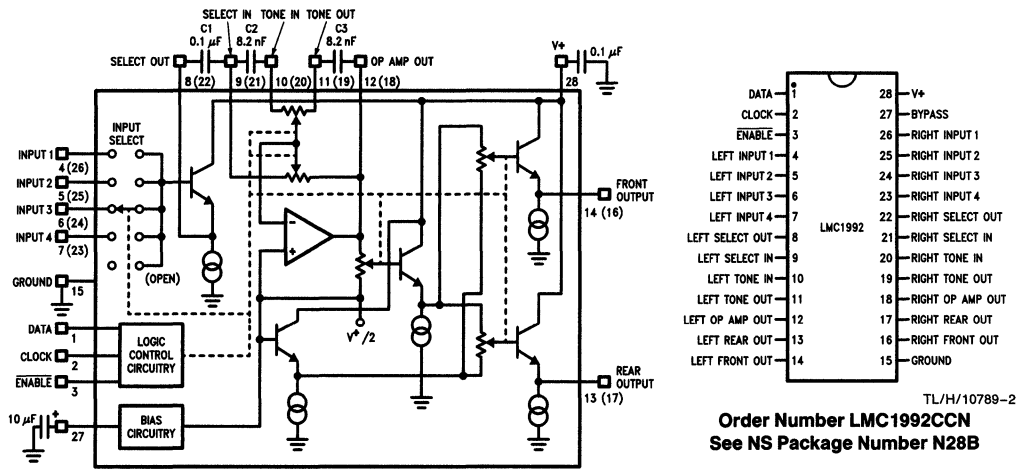 SELECT IN TONE IN TONE OUT
C1 C2 C3
0.1 μF 8.2 nF 8.2 nF
SELECT OUT
OP AMP OUT
V+
0.1 μF
8 (22)
9 (21)
10 (20)
11 (19)
12 (18)
28
INPUT
SELECT
INPUT 1
4 (26)
INPUT 2
5 (25)
INPUT 3
6 (24)
INPUT 4
7 (23)
(OPEN)
GROUND
15
DATA
1
CLOCK
2
ENABLE
3
LOGIC
CONTROL
CIRCUITRY
10 μF
+
27
BIAS
CIRCUITRY
-
+
V+/2
FRONT
OUTPUT
14 (16)
REAR
OUTPUT
13 (17)
DATA 1 28 V+
CLOCK 2 27 BYPASS
ENABLE 3 26 RIGHT INPUT 1
LEFT INPUT 1 4 25 RIGHT INPUT 2
LEFT INPUT 2 5 24 RIGHT INPUT 3
LEFT INPUT 3 6 23 RIGHT INPUT 4
LEFT INPUT 4 7 22 RIGHT SELECT OUT
LMC1992
LEFT SELECT OUT 8 21 RIGHT SELECT IN
LEFT SELECT IN 9 20 RIGHT TONE IN
LEFT TONE IN 10 19 RIGHT TONE OUT
LEFT TONE OUT 11 18 RIGHT OP AMP OUT
LEFT OP AMP OUT 12 17 RIGHT REAR OUT
LEFT REAR OUT 13 16 RIGHT FRONT OUT
LEFT FRONT OUT 14 15 GROUND
TL/H/10789-2
Order Number LMC1992CCN
See NS Package Number N28B